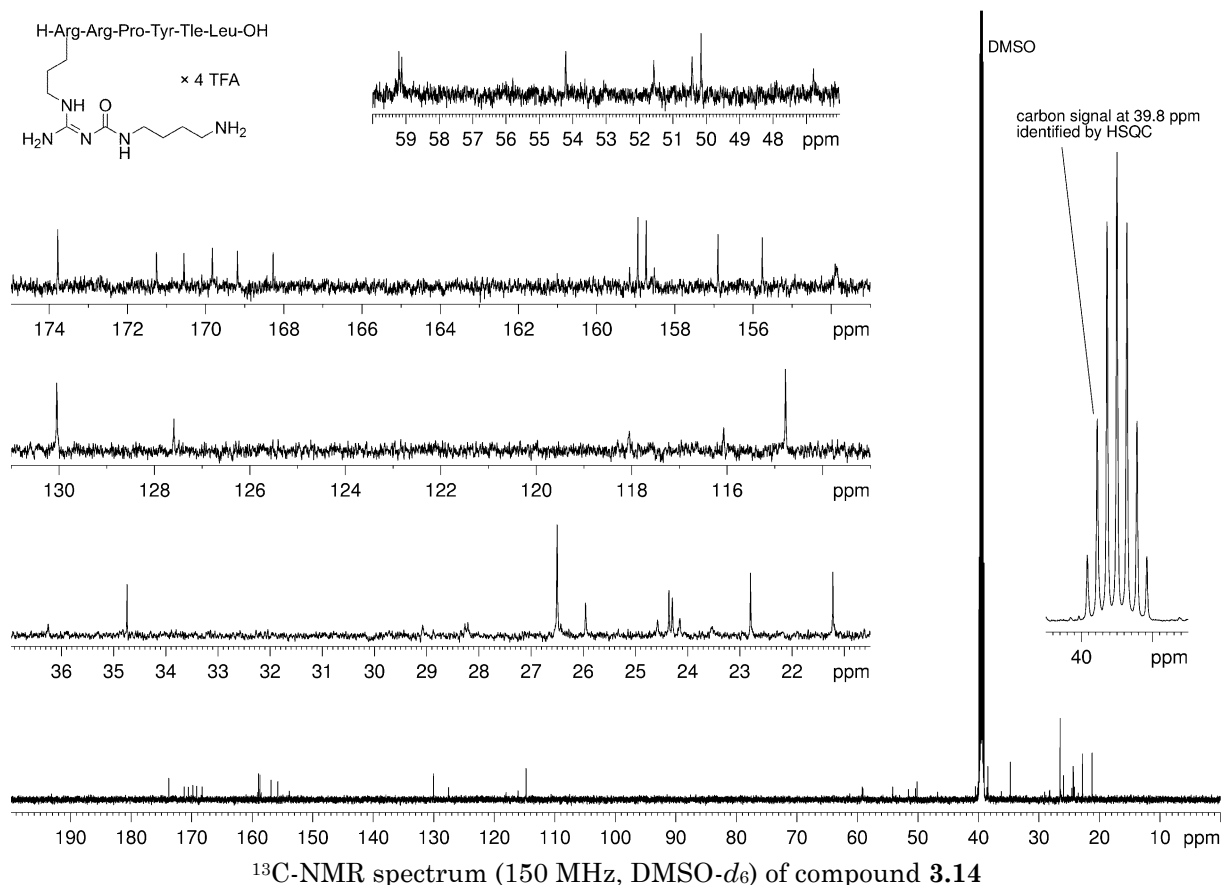 H-Arg-Arg-Pro-Tyr-Tle-Leu-OH
× 4 TFA
NH
O
H2N
N
N
H
NH2
59 58 57 56 55 54 53 52 51 50 49 48 ppm
DMSO
carbon signal at 39.8 ppm
identified by HSQC
174 172 170 168 166 164 162 160 158 156 ppm
130 128 126 124 122 120 118 116 ppm
36 35 34 33 32 31 30 29 28 27 26 25 24 23 22 ppm
40 ppm
190 180 170 160 150 140 130 120 110 100 90 80 70 60 50 40 30 20 10 ppm
¹³C-NMR spectrum (150 MHz, DMSO-d₆) of compound 3.14